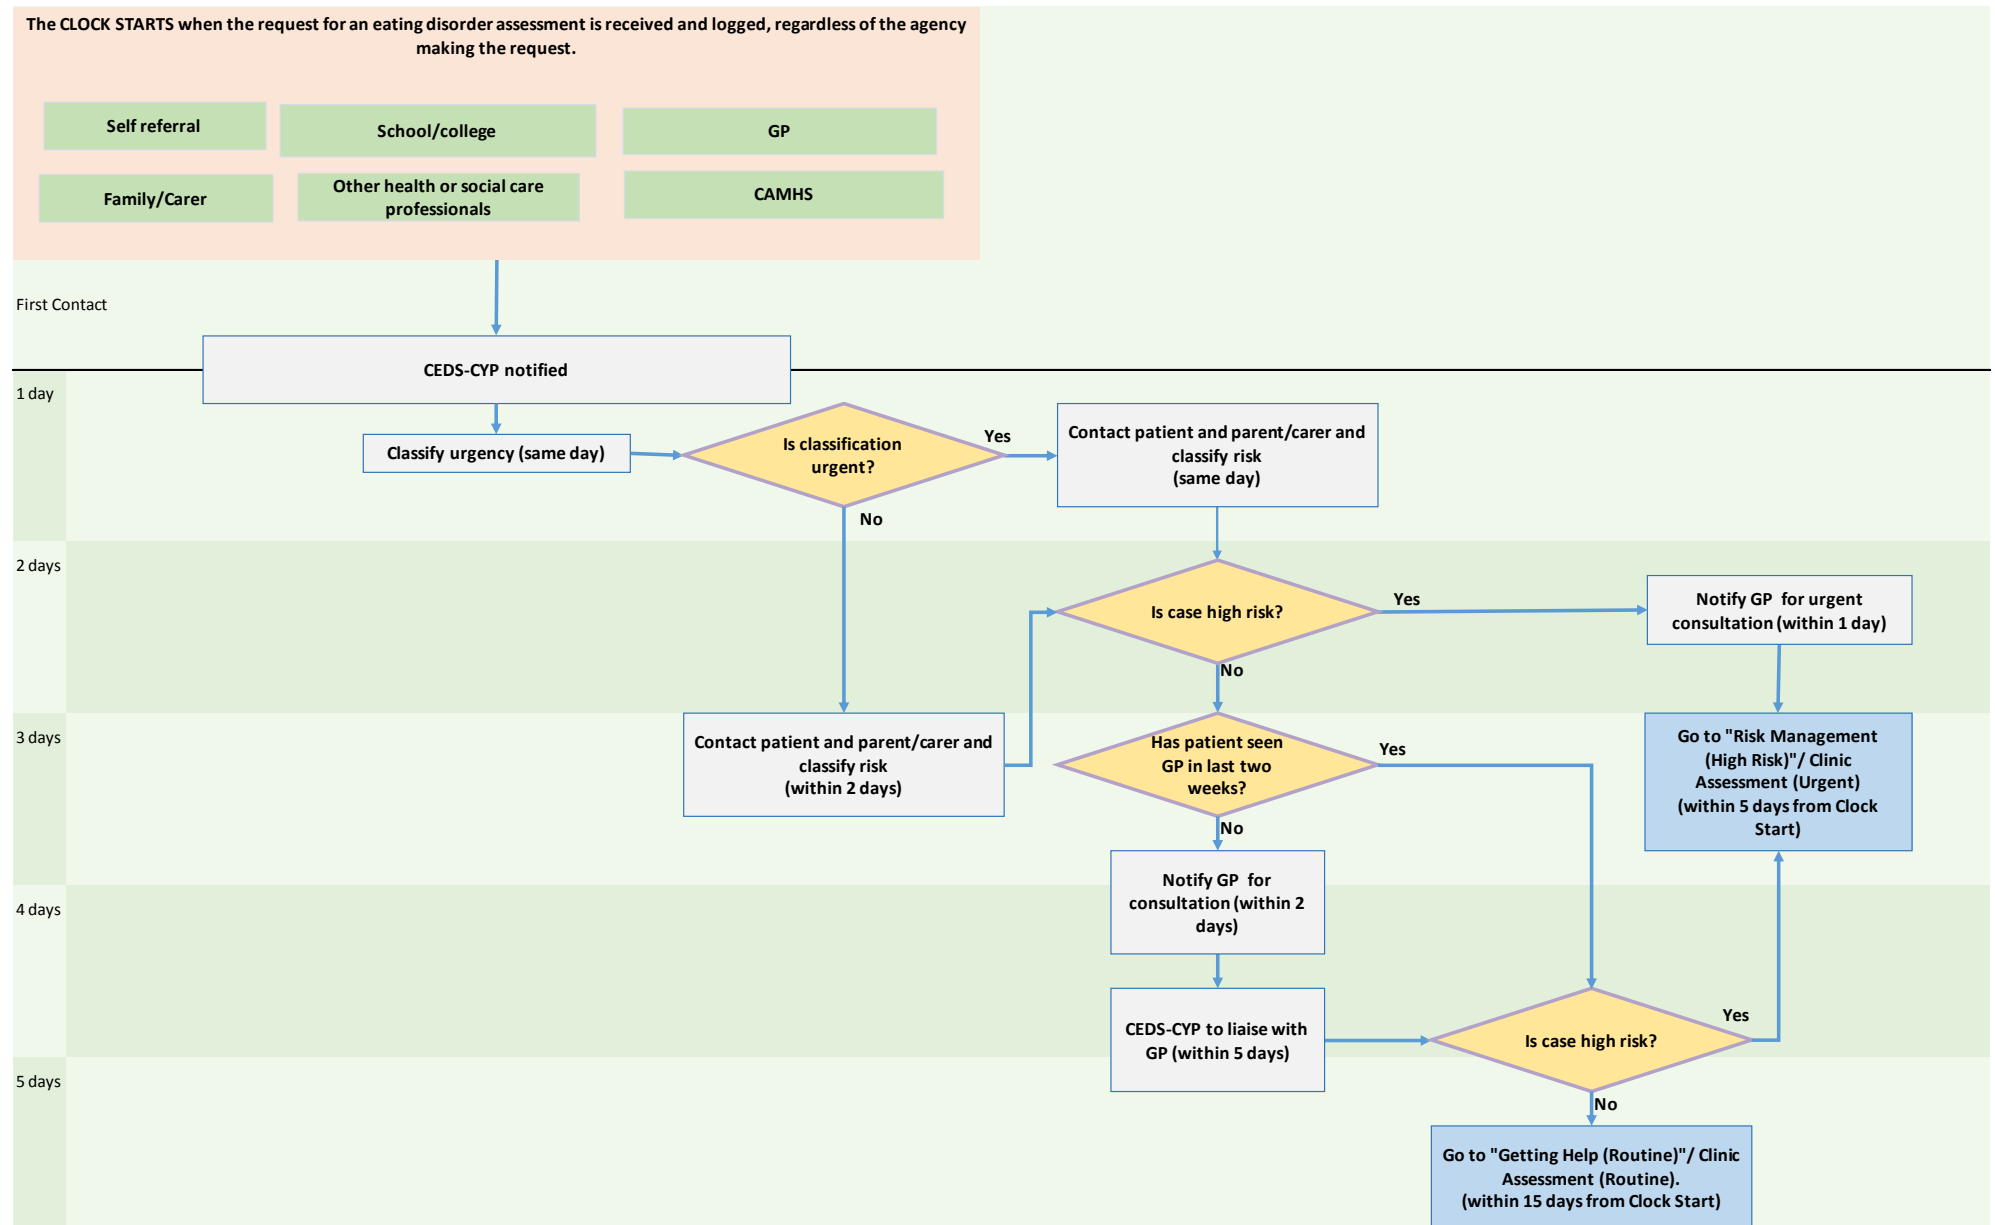 The CLOCK STARTS when the request for an eating disorder assessment is received and logged, regardless of the agency
making the request.
Self referral
School/college
GP
Family/Carer
Other health or social care
professionals
CAMHS
First Contact
CEDS-CYP notified
1 day
Classify urgency (same day)
Is classification
urgent?
Yes
Contact patient and parent/carer and
classify risk
(same day)
No
2 days
Is case high risk?
Yes
Notify GP for urgent
consultation (within 1 day)
No
3 days
Contact patient and parent/carer and
classify risk
(within 2 days)
Has patient seen
GP in last two
weeks?
Yes
Go to "Risk Management
(High Risk)"/ Clinic
Assessment (Urgent)
(within 5 days from Clock
Start)
No
Notify GP for
consultation (within 2
days)
4 days
CEDS-CYP to liaise with
GP (within 5 days)
Is case high risk?
Yes
5 days
No
Go to "Getting Help (Routine)"/ Clinic
Assessment (Routine).
(within 15 days from Clock Start)